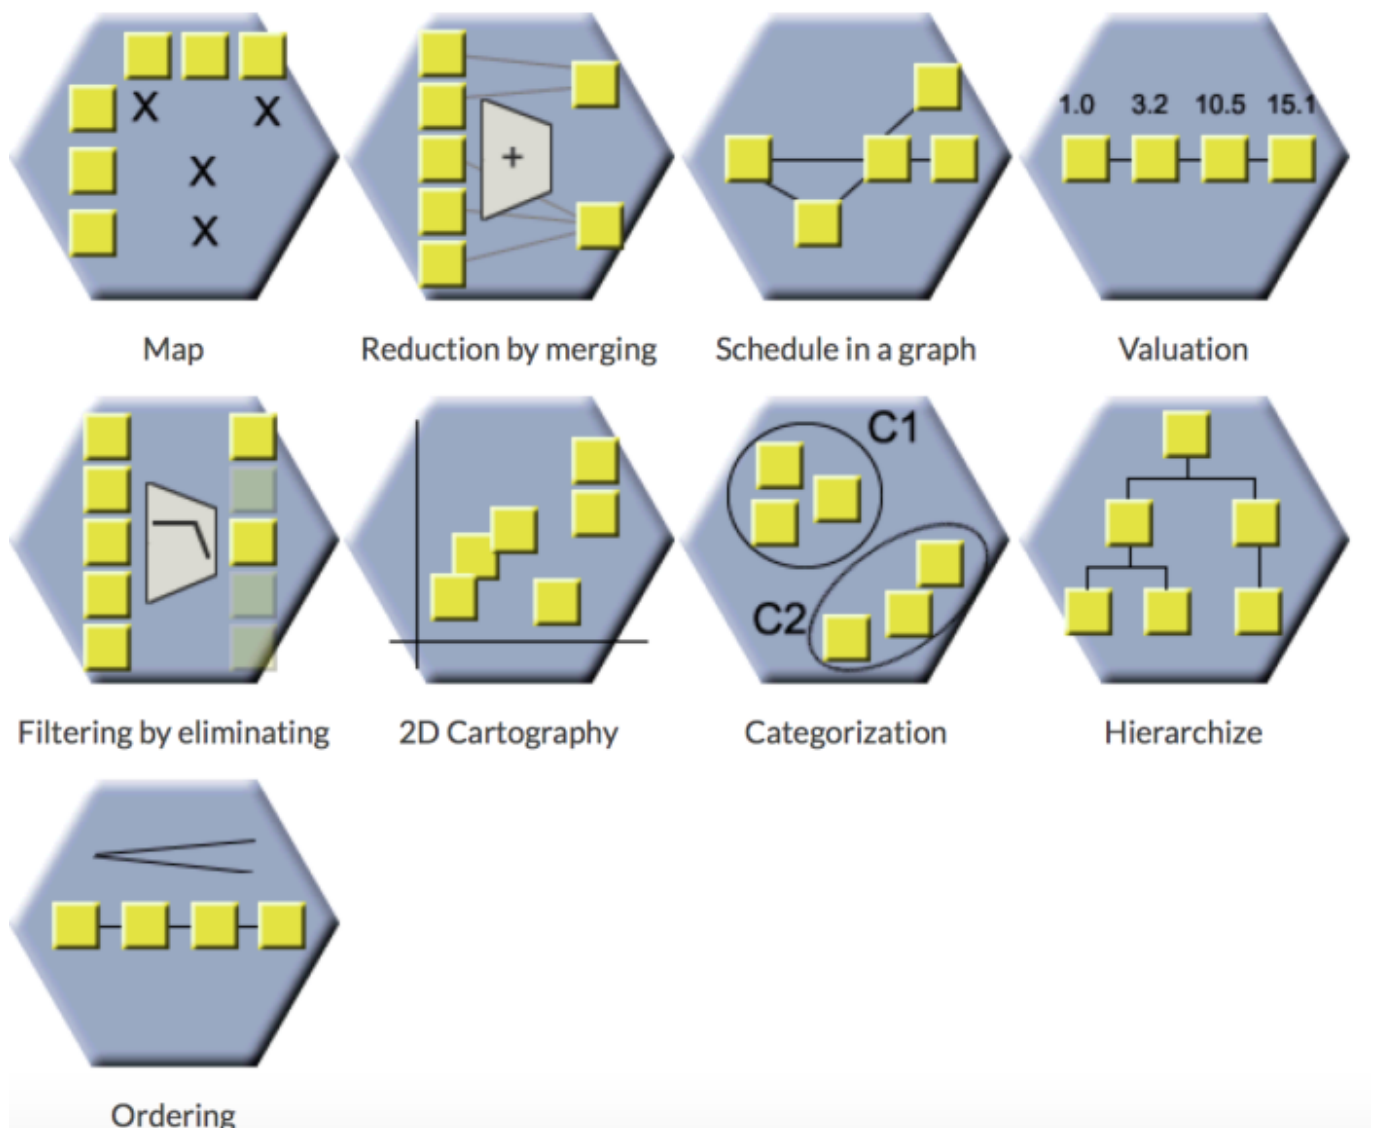 X X
X
X
Map
+
Reduction by merging
Schedule in a graph
1.0 3.2 10.5 15.1
Valuation
Filtering by eliminating
2D Cartography
C1
C2
Categorization
Hierarchize
Ordering